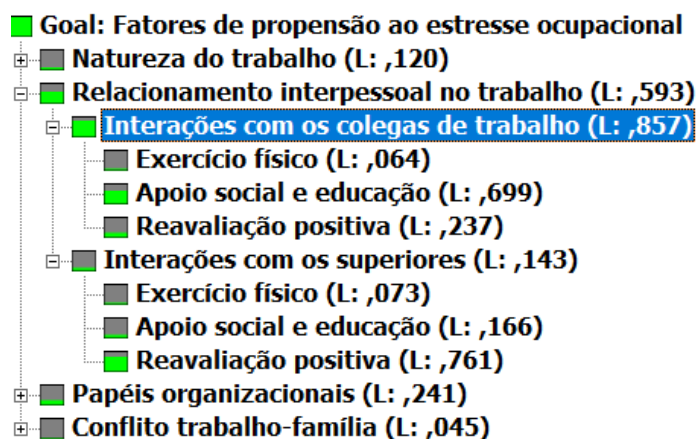 Goal: Fatores de propensão ao estresse ocupacional
Natureza do trabalho (L: ,120)
Relacionamento interpessoal no trabalho (L: ,593)
Interações com os colegas de trabalho (L: ,857)
Exercício físico (L: ,064)
Apoio social e educação (L: ,699)
Reavaliação positiva (L: ,237)
Interações com os superiores (L: ,143)
Exercício físico (L: ,073)
Apoio social e educação (L: ,166)
Reavaliação positiva (L: ,761)
Papéis organizacionais (L: ,241)
Conflito trabalho-família (L: ,045)